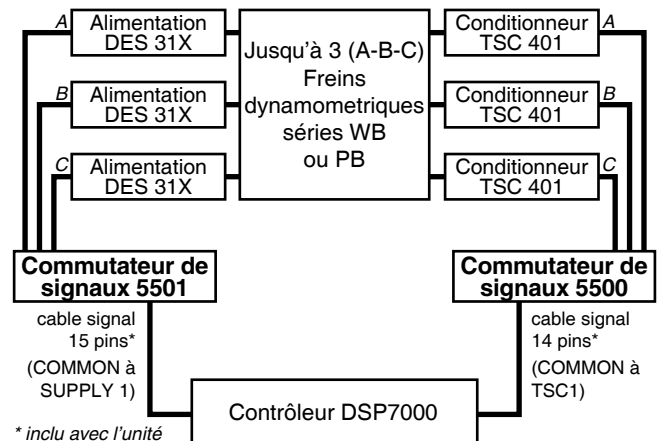 A
Alimentation
DES 31X
B
Alimentation
DES 31X
C
Alimentation
DES 31X
Jusqu'à 3 (A-B-C)
Freins
dynamometriques
séries WB
ou PB
Conditionneur
TSC 401
A
Conditionneur
TSC 401
B
Conditionneur
TSC 401
C
Commutateur de
signaux 5501
Commutateur de
signaux 5500
cable signal
15 pins*
(COMMON à
SUPPLY 1)
cable signal
14 pins*
(COMMON à
TSC1)
Contrôleur DSP7000
* inclu avec l'unité